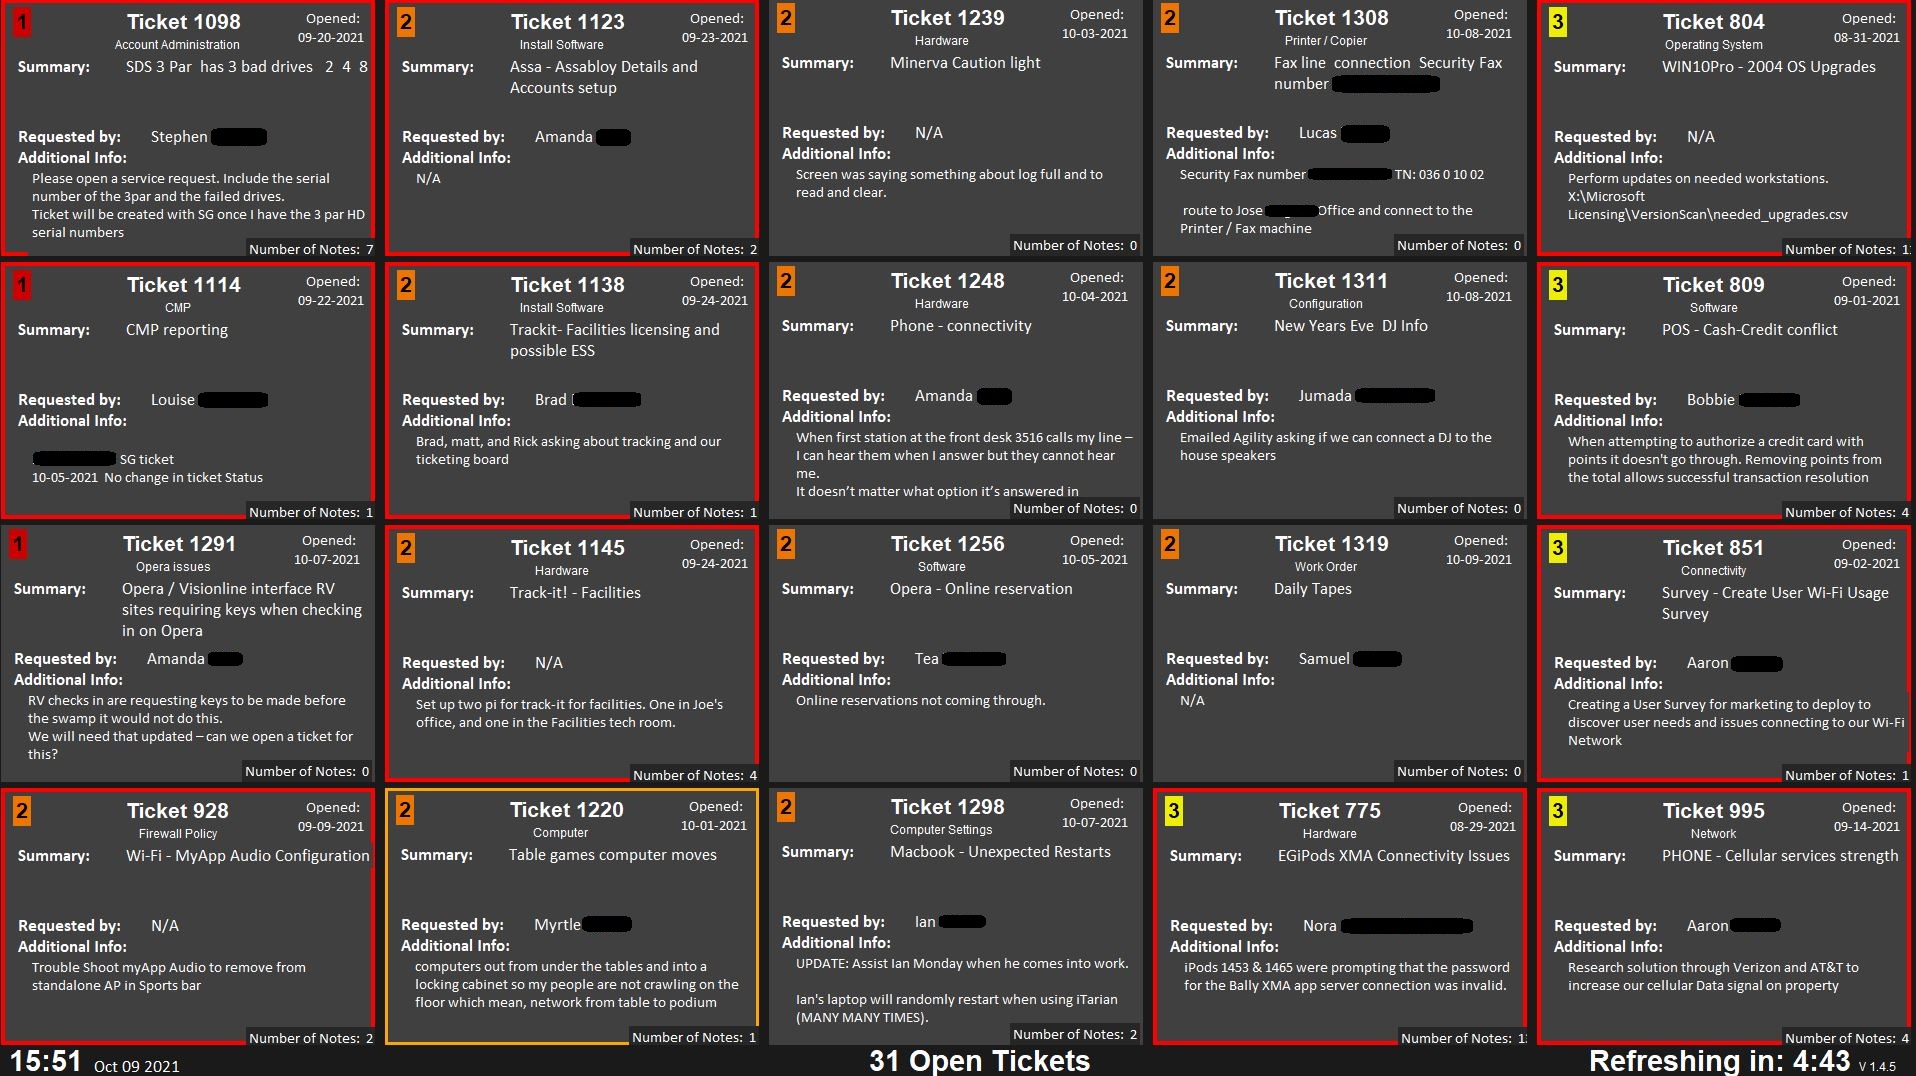 1
Ticket 1098
Opened:
09-20-2021
Account Administration
Summary: SDS 3 Par has 3 bad drives 2 4 8
Requested by: Stephen
Additional Info:
Please open a service request. Include the serial
number of the 3par and the failed drives.
Ticket will be created with SG once I have the 3 par HD
serial numbers
Number of Notes: 7
1
Ticket 1114
Opened:
09-22-2021
CMP
Summary: CMP reporting
Requested by: Louise
Additional Info:
SG ticket
10-05-2021 No change in ticket Status
Number of Notes: 1
1
Ticket 1291
Opened:
10-07-2021
Opera issues
Summary: Opera / Visionline interface RV
sites requiring keys when checking
in on Opera
Requested by: Amanda
Additional Info:
RV checks in are requesting keys to be made before
the swamp it would not do this.
We will need that updated – can we open a ticket for
this?
Number of Notes: 0
2
Ticket 928
Opened:
09-09-2021
Firewall Policy
Summary: Wi-Fi - MyApp Audio Configuration
Requested by: N/A
Additional Info:
Trouble Shoot myApp Audio to remove from
standalone AP in Sports bar
Number of Notes: 2
2
Ticket 1123
Opened:
09-23-2021
Install Software
Summary: Assa - Assabloy Details and
Accounts setup
Requested by: Amanda
Additional Info:
N/A
Number of Notes: 2
2
Ticket 1138
Opened:
09-24-2021
Install Software
Summary: Trackit- Facilities licensing and
possible ESS
Requested by: Brad
Additional Info:
Brad, matt, and Rick asking about tracking and our
ticketing board
Number of Notes: 1
2
Ticket 1145
Opened:
09-24-2021
Hardware
Summary: Track-it! - Facilities
Requested by: N/A
Additional Info:
Set up two pi for track-it for facilities. One in Joe's
office, and one in the Facilities tech room.
Number of Notes: 4
2
Ticket 1220
Opened:
10-01-2021
Computer
Summary: Table games computer moves
Requested by: Myrtle
Additional Info:
computers out from under the tables and into a
locking cabinet so my people are not crawling on the
floor which mean, network from table to podium
Number of Notes: 1
2
Ticket 1239
Opened:
10-03-2021
Hardware
Summary: Minerva Caution light
Requested by: N/A
Additional Info:
Screen was saying something about log full and to
read and clear.
Number of Notes: 0
2
Ticket 1248
Opened:
10-04-2021
Hardware
Summary: Phone - connectivity
Requested by: Amanda
Additional Info:
When first station at the front desk 3516 calls my line –
I can hear them when I answer but they cannot hear
me.
It doesn’t matter what option it’s answered in
Number of Notes: 0
2
Ticket 1256
Opened:
10-05-2021
Software
Summary: Opera - Online reservation
Requested by: Tea
Additional Info:
Online reservations not coming through.
Number of Notes: 0
2
Ticket 1298
Opened:
10-07-2021
Computer Settings
Summary: Macbook - Unexpected Restarts
Requested by: Ian
Additional Info:
UPDATE: Assist Ian Monday when he comes into work.
Ian's laptop will randomly restart when using iTarian
(MANY MANY TIMES).
Number of Notes: 2
2
Ticket 1308
Opened:
10-08-2021
Printer / Copier
Summary: Fax line connection Security Fax
number
Requested by: Lucas
Additional Info:
Security Fax number TN: 036 0 10 02
route to Jose Office and connect to the
Printer / Fax machine
Number of Notes: 0
2
Ticket 1311
Opened:
10-08-2021
Configuration
Summary: New Years Eve DJ Info
Requested by: Jumada
Additional Info:
Emailed Agility asking if we can connect a DJ to the
house speakers
Number of Notes: 0
2
Ticket 1319
Opened:
10-09-2021
Work Order
Summary: Daily Tapes
Requested by: Samuel
Additional Info:
N/A
Number of Notes: 0
3
Ticket 775
Opened:
08-29-2021
Hardware
Summary: EGiPods XMA Connectivity Issues
Requested by: Nora
Additional Info:
iPods 1453 & 1465 were prompting that the password
for the Bally XMA app server connection was invalid.
Number of Notes: 1
3
Ticket 804
Opened:
08-31-2021
Operating System
Summary: WIN10Pro - 2004 OS Upgrades
Requested by: N/A
Additional Info:
Perform updates on needed workstations.
X:\Microsoft
Licensing\VersionScan\needed_upgrades.csv
Number of Notes: 1
3
Ticket 809
Opened:
09-01-2021
Software
Summary: POS - Cash-Credit conflict
Requested by: Bobbie
Additional Info:
When attempting to authorize a credit card with
points it doesn't go through. Removing points from
the total allows successful transaction resolution
Number of Notes: 4
3
Ticket 851
Opened:
09-02-2021
Connectivity
Summary: Survey - Create User Wi-Fi Usage
Survey
Requested by: Aaron
Additional Info:
Creating a User Survey for marketing to deploy to
discover user needs and issues connecting to our Wi-Fi
Network
Number of Notes: 1
3
Ticket 995
Opened:
09-14-2021
Network
Summary: PHONE - Cellular services strength
Requested by: Aaron
Additional Info:
Research solution through Verizon and AT&T to
increase our cellular Data signal on property
Number of Notes: 4
15:51 Oct 09 2021
31 Open Tickets
Refreshing in: 4:43 V 1.4.5